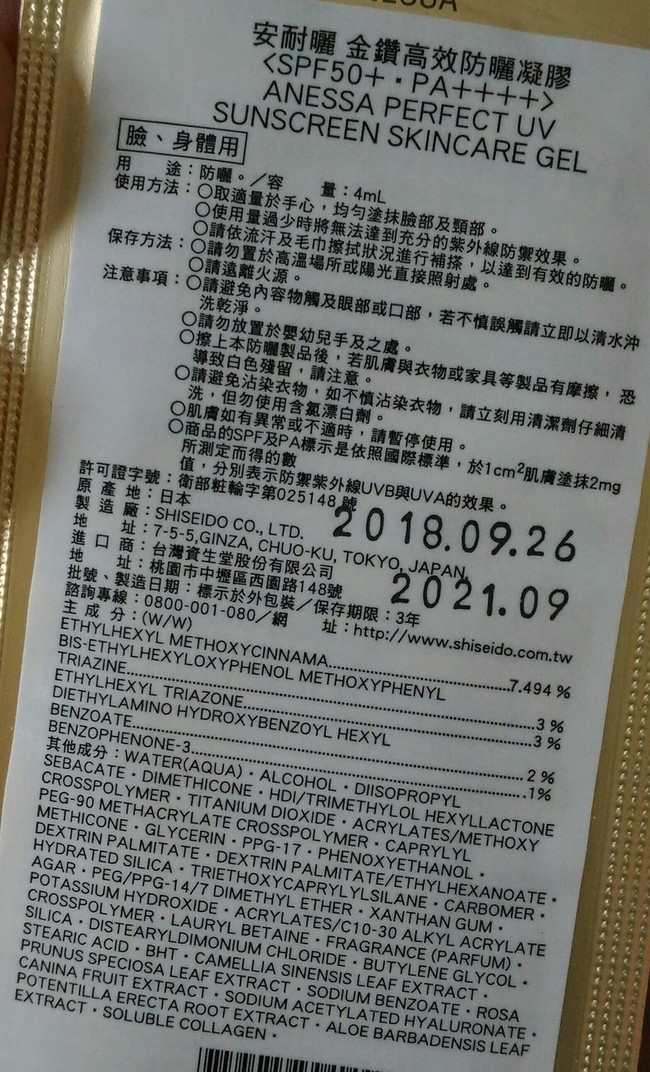 安耐曬 金鑽高效防曬凝膠
<SPF50+・PA++++>
ANESSA PERFECT UV
SUNSCREEN SKINCARE GEL
臉、身體用
用 途：防曬。／容 量：4mL
使用方法：○取適量於手心，均勻塗抹臉部及頸部。
○使用量過少時將無法達到充分的紫外線防禦效果。
○請依流汗及毛巾擦拭狀況進行補搽，以達到有效的防曬。
保存方法：○請勿置於高溫場所或陽光直接照射處。
○請遠離火源。
注意事項：○請避免內容物觸及眼部或口部，若不慎誤觸請立即以清水沖
洗乾淨。
○請勿放置於嬰幼兒手及之處。
○擦上本防曬製品後，若肌膚與衣物或家具等製品有摩擦，恐
導致白色殘留，請注意。
○請避免沾染衣物，如不慎沾染衣物，請立刻用清潔劑仔細清
洗，但勿使用含氯漂白劑。
○肌膚如有異常或不適時，請暫停使用。
○商品的SPF及PA標示是依照國際標準，於1cm²肌膚塗抹2mg
所測定而得的數
值，分別表示防禦紫外線UVB與UVA的效果。
許可證字號：衛部粧輸字第025148號
原 產 地：日本
2018.09.26
製 造 廠：SHISEIDO CO., LTD.
地 址：7-5-5,GINZA, CHUO-KU, TOKYO, JAPAN
進 口 商：台灣資生堂股份有限公司
2021.09
地 址：桃園市中壢區西園路148號
批號、製造日期：標示於外包裝／保存期限：3年
諮詢專線：0800-001-080／網 址：http://www.shiseido.com.tw
主 成 分：(W/W)
ETHYLHEXYL METHOXYCINNAMA............7.494 %
BIS-ETHYLHEXYLOXYPHENOL METHOXYPHENYL
TRIAZINE............3 %
ETHYLHEXYL TRIAZONE............3 %
DIETHYLAMINO HYDROXYBENZOYL HEXYL
BENZOATE............2 %
BENZOPHENONE-3............1%
其他成分：WATER(AQUA)・ALCOHOL・DIISOPROPYL
SEBACATE・DIMETHICONE・HDI/TRIMETHYLOL HEXYLLACTONE
CROSSPOLYMER・TITANIUM DIOXIDE・ACRYLATES/METHOXY
PEG-90 METHACRYLATE CROSSPOLYMER・CAPRYLYL
METHICONE・GLYCERIN・PPG-17・PHENOXYETHANOL・
DEXTRIN PALMITATE・DEXTRIN PALMITATE/ETHYLHEXANOATE・
HYDRATED SILICA・TRIETHOXYCAPRYLYLSILANE・CARBOMER・
AGAR・PEG/PPG-14/7 DIMETHYL ETHER・XANTHAN GUM・
POTASSIUM HYDROXIDE・ACRYLATES/C10-30 ALKYL ACRYLATE
CROSSPOLYMER・LAURYL BETAINE・FRAGRANCE (PARFUM)・
SILICA・DISTEARYLDIMONIUM CHLORIDE・BUTYLENE GLYCOL・
STEARIC ACID・BHT・CAMELLIA SINENSIS LEAF EXTRACT・
PRUNUS SPECIOSA LEAF EXTRACT・SODIUM BENZOATE・ROSA
CANINA FRUIT EXTRACT・SODIUM ACETYLATED HYALURONATE・
POTENTILLA ERECTA ROOT EXTRACT・ALOE BARBADENSIS LEAF
EXTRACT・SOLUBLE COLLAGEN・